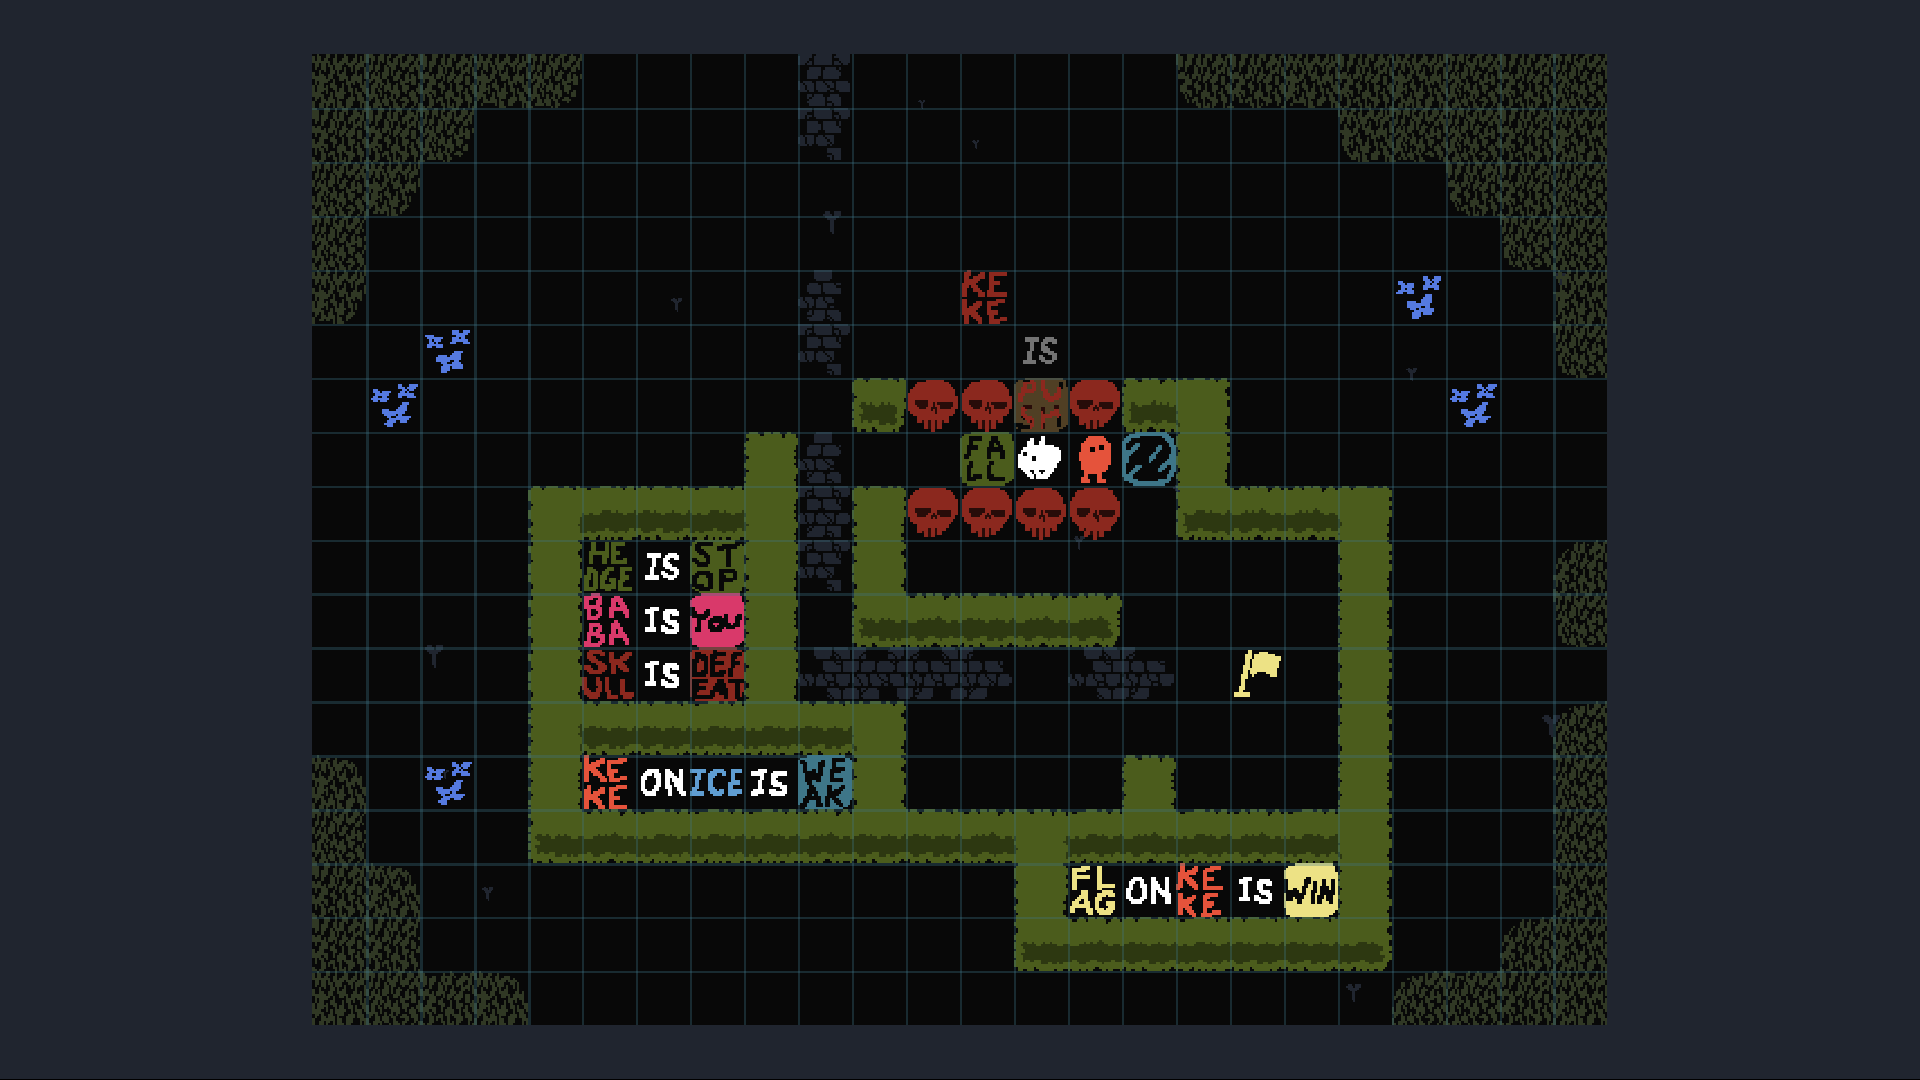 KEKE
IS
FALL
HEDGE IS STOP
BABA IS YOU
SKULL IS DEFEAT
KEKE ON ICE IS WEAK
FLAG ON KEKE IS WIN